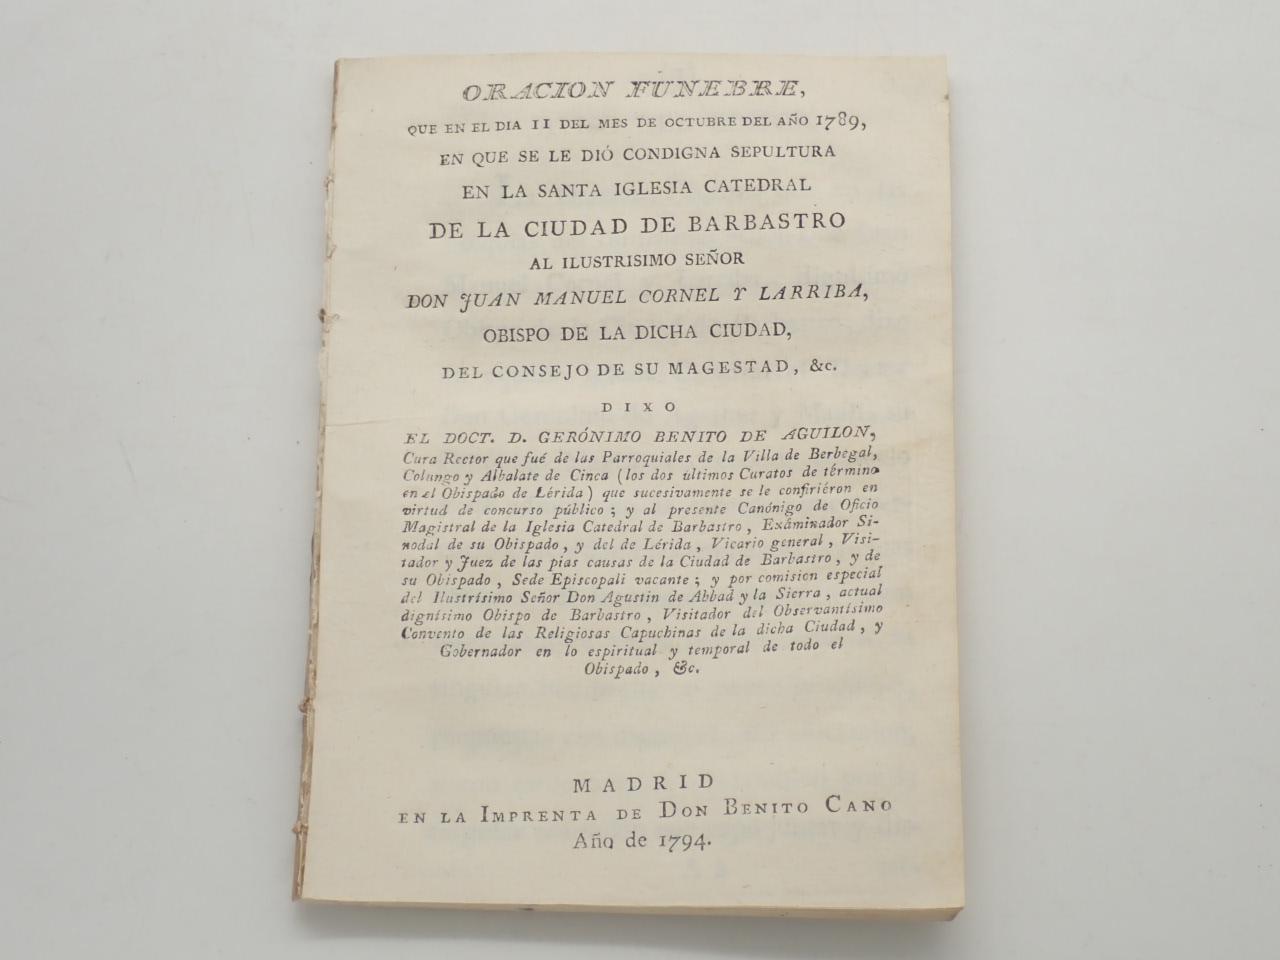 ORACION FUNEBRE,
QUE EN EL DIA 11 DEL MES DE OCTUBRE DEL AÑO 1789,
EN QUE SE LE DIÓ CONDIGNA SEPULTURA
EN LA SANTA IGLESIA CATEDRAL
DE LA CIUDAD DE BARBASTRO
AL ILUSTRISIMO SEÑOR
DON JUAN MANUEL CORNEL Y LARRIBA,
OBISPO DE LA DICHA CIUDAD,
DEL CONSEJO DE SU MAGESTAD, &c.
DIXO
EL DOCT. D. GERÓNIMO BENITO DE AGUILON,
Cura Rector que fué de las Parroquiales de la Villa de Berbegal,
Colungo y Albalate de Cinca (los dos últimos Curatos de término
en el Obispado de Lérida) que sucesivamente se le confiriéron en
virtud de concurso público; y al presente Canónigo de Oficio
Magistral de la Iglesia Catedral de Barbastro, Exâminador Si-
nodal de su Obispado, y del de Lérida, Vicario general, Visi-
tador y Juez de las pias causas de la Ciudad de Barbastro, y de
su Obispado, Sede Episcopali vacante; y por comision especial
del Ilustrísimo Señor Don Agustin de Abbad y la Sierra, actual
dignísimo Obispo de Barbastro, Visitador del Observantísimo
Convento de las Religiosas Capuchinas de la dicha Ciudad, y
Gobernador en lo espiritual y temporal de todo el
Obispado, &c.
MADRID
EN LA IMPRENTA DE DON BENITO CANO
Año de 1794.